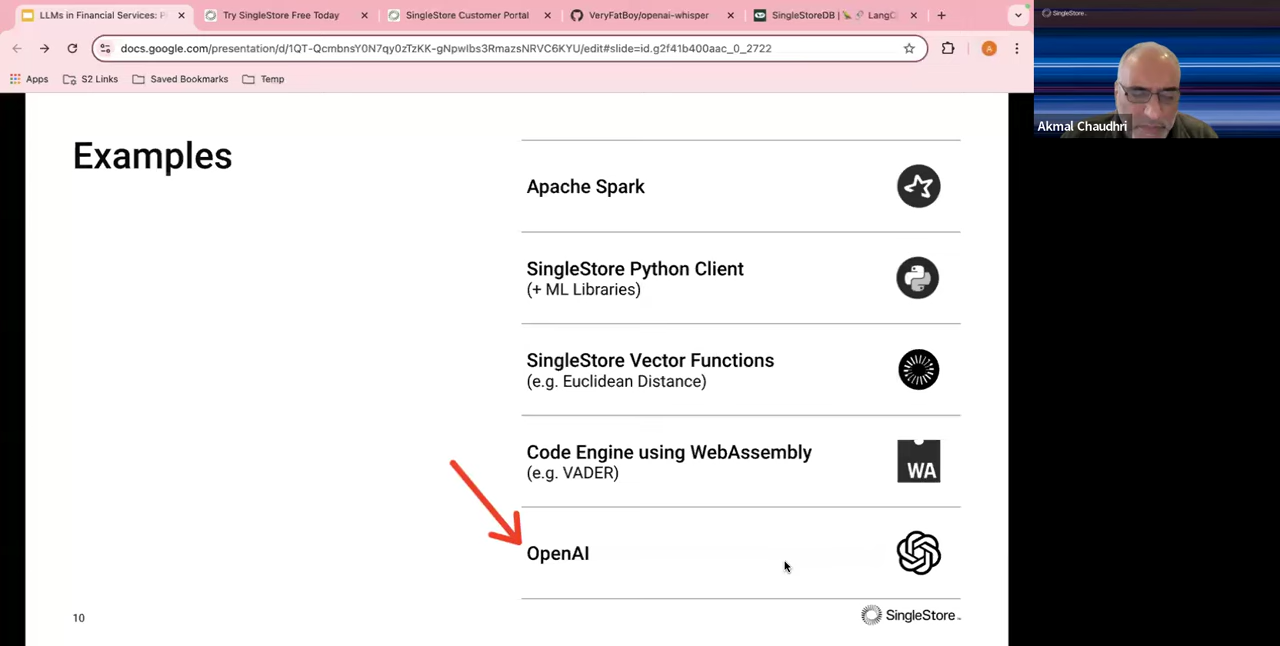 LLMs in Financial Services: P
Try SingleStore Free Today
SingleStore Customer Portal
VeryFatBoy/openai-whisper
SingleStoreDB | 🦜🔗 LangC
docs.google.com/presentation/d/1QT-QcmbnsY0N7qy0zTzKK-gNpwIbs3RmazsNRVC6KYU/edit#slide=id.g2f41b400aac_0_2722
A
Apps
S2 Links
Saved Bookmarks
Temp
SingleStore
Akmal Chaudhri
Examples
Apache Spark
SingleStore Python Client
(+ ML Libraries)
SingleStore Vector Functions
(e.g. Euclidean Distance)
Code Engine using WebAssembly
(e.g. VADER)
WA
OpenAI
10
SingleStore